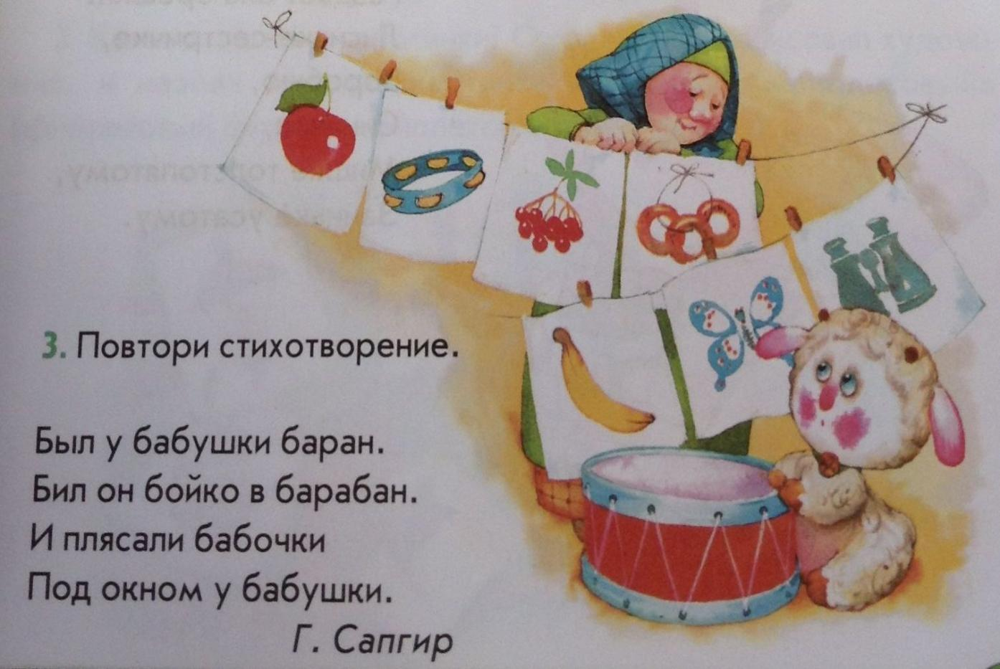 3. Повтори стихотворение.
Был у бабушки баран.
Бил он бойко в барабан.
И плясали бабочки
Под окном у бабушки.
Г. Сапгир